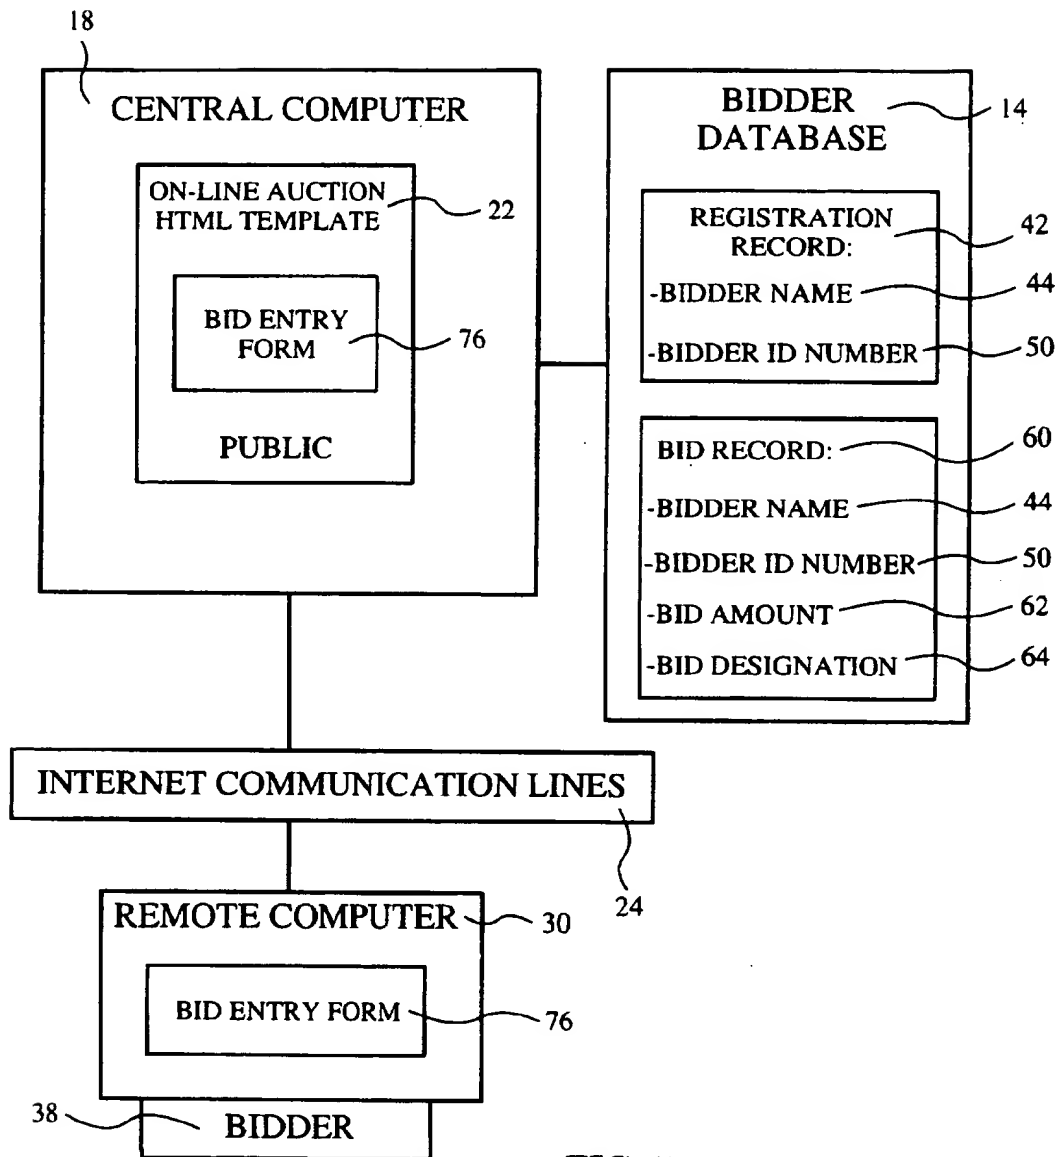 18
CENTRAL COMPUTER
ON-LINE AUCTION
HTML TEMPLATE
22
BID ENTRY
FORM
76
PUBLIC
BIDDER
DATABASE
14
REGISTRATION
RECORD:
42
-BIDDER NAME
44
-BIDDER ID NUMBER
50
BID RECORD:
60
-BIDDER NAME
44
-BIDDER ID NUMBER
50
-BID AMOUNT
62
-BID DESIGNATION
64
INTERNET COMMUNICATION LINES
24
REMOTE COMPUTER
30
BID ENTRY FORM
76
38
BIDDER